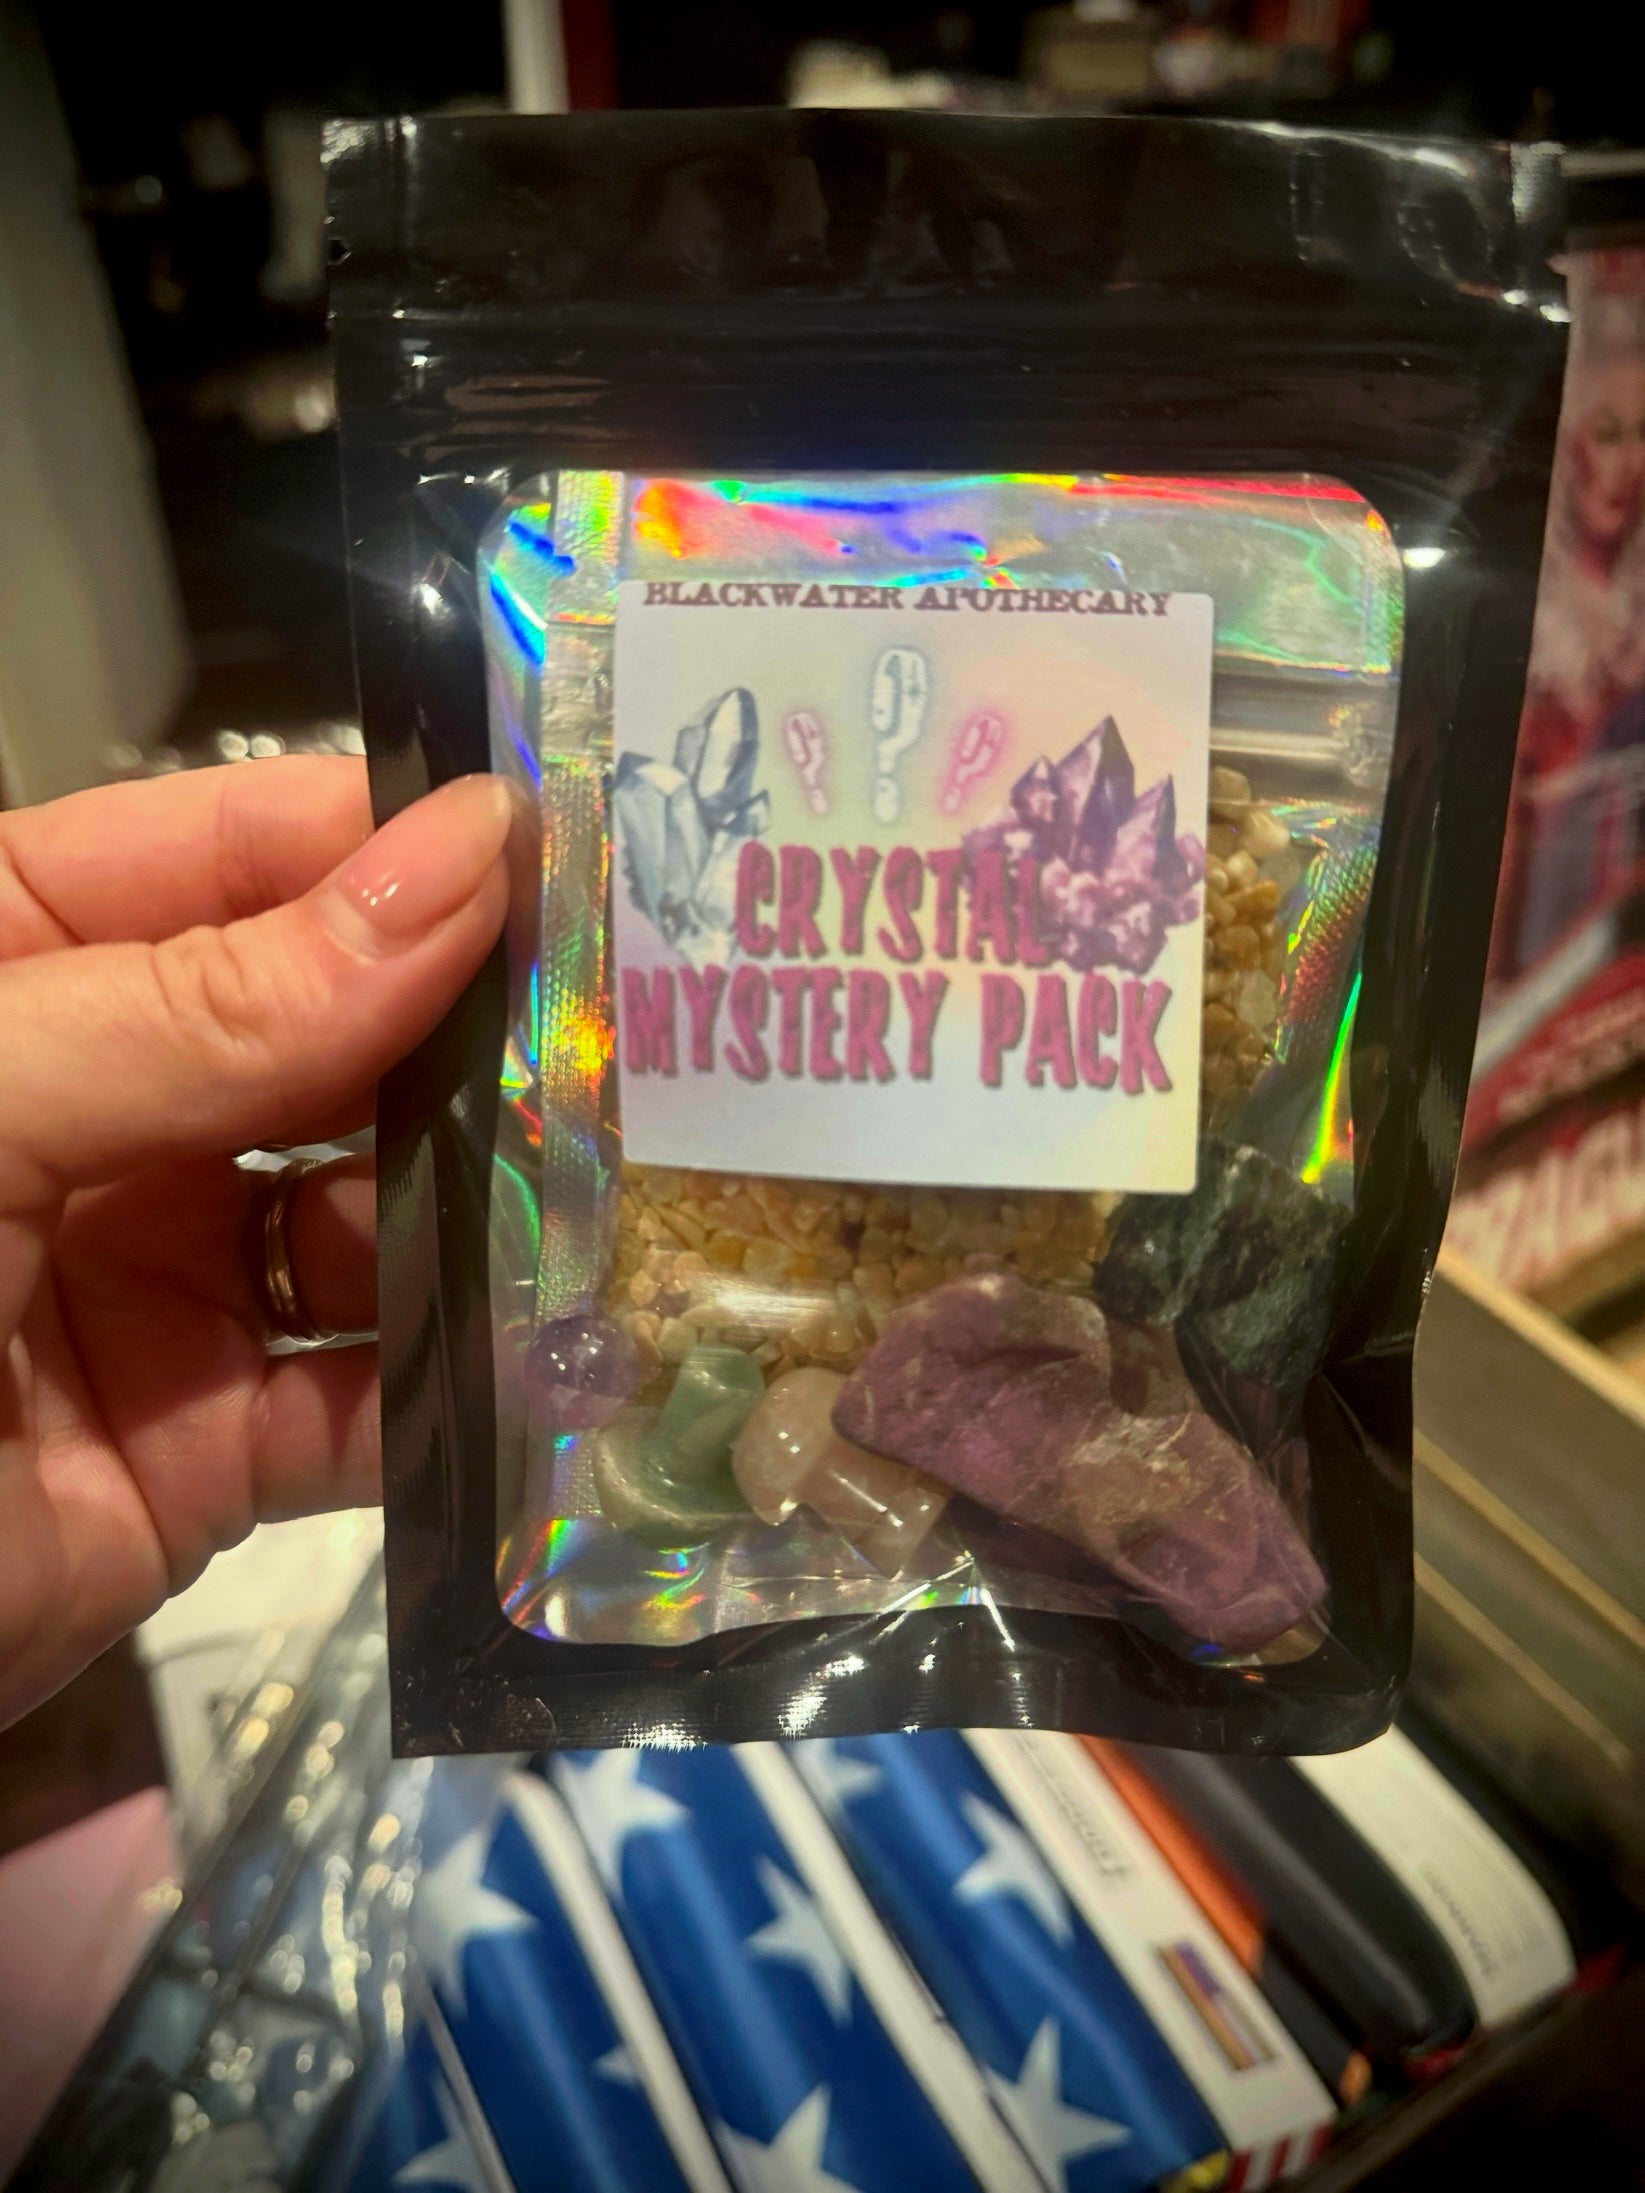 BLACKWATER APOTHECARY
? ? ?
CRYSTAL
MYSTERY PACK